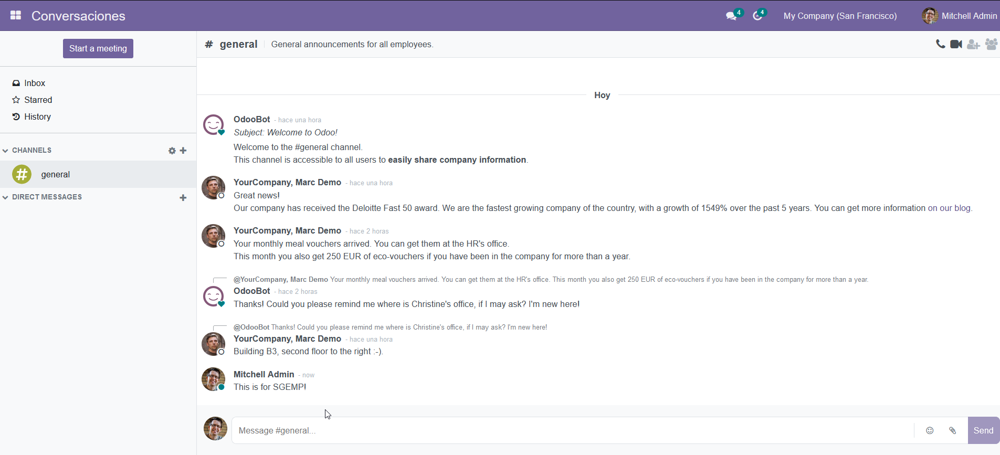 Conversaciones
4
4
My Company (San Francisco)
Mitchell Admin
Start a meeting
# general
General announcements for all employees.
Inbox
Starred
History
CHANNELS
# general
DIRECT MESSAGES
Hoy
OdooBot - hace una hora
Subject: Welcome to Odoo!
Welcome to the #general channel.
This channel is accessible to all users to easily share company information.
YourCompany, Marc Demo - hace una hora
Great news!
Our company has received the Deloitte Fast 50 award. We are the fastest growing company of the country, with a growth of 1549% over the past 5 years. You can get more information on our blog.
YourCompany, Marc Demo - hace 2 horas
Your monthly meal vouchers arrived. You can get them at the HR's office.
This month you also get 250 EUR of eco-vouchers if you have been in the company for more than a year.
@YourCompany, Marc Demo Your monthly meal vouchers arrived. You can get them at the HR's office. This month you also get 250 EUR of eco-vouchers if you have been in the company for more than a year.
OdooBot - hace 2 horas
Thanks! Could you please remind me where is Christine's office, if I may ask? I'm new here!
@OdooBot Thanks! Could you please remind me where is Christine's office, if I may ask? I'm new here!
YourCompany, Marc Demo - hace una hora
Building B3, second floor to the right :-).
Mitchell Admin - now
This is for SGEMP!
Message #general...
Send